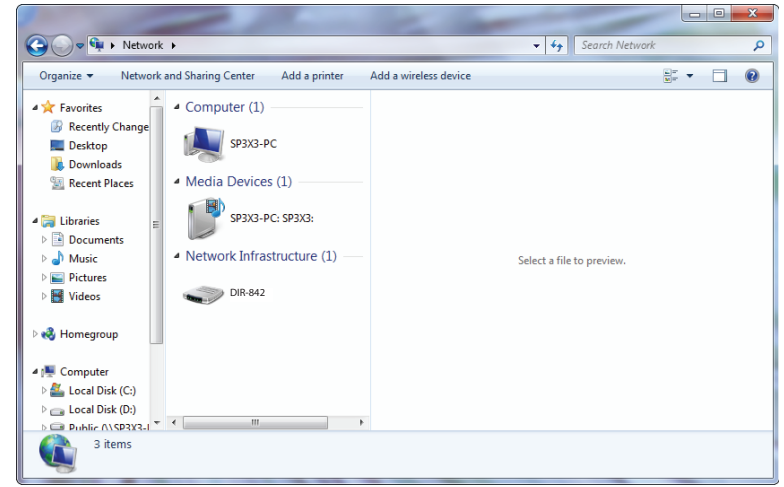 Network
Search Network
Organize
Network and Sharing Center
Add a printer
Add a wireless device
Favorites
Recently Change
Desktop
Downloads
Recent Places
Libraries
Documents
Music
Pictures
Videos
Homegroup
Computer
Local Disk (C:)
Local Disk (D:)
Public (\\SP3X3-
Computer (1)
SP3X3-PC
Media Devices (1)
SP3X3-PC: SP3X3:
Network Infrastructure (1)
DIR-842
Select a file to preview.
3 items